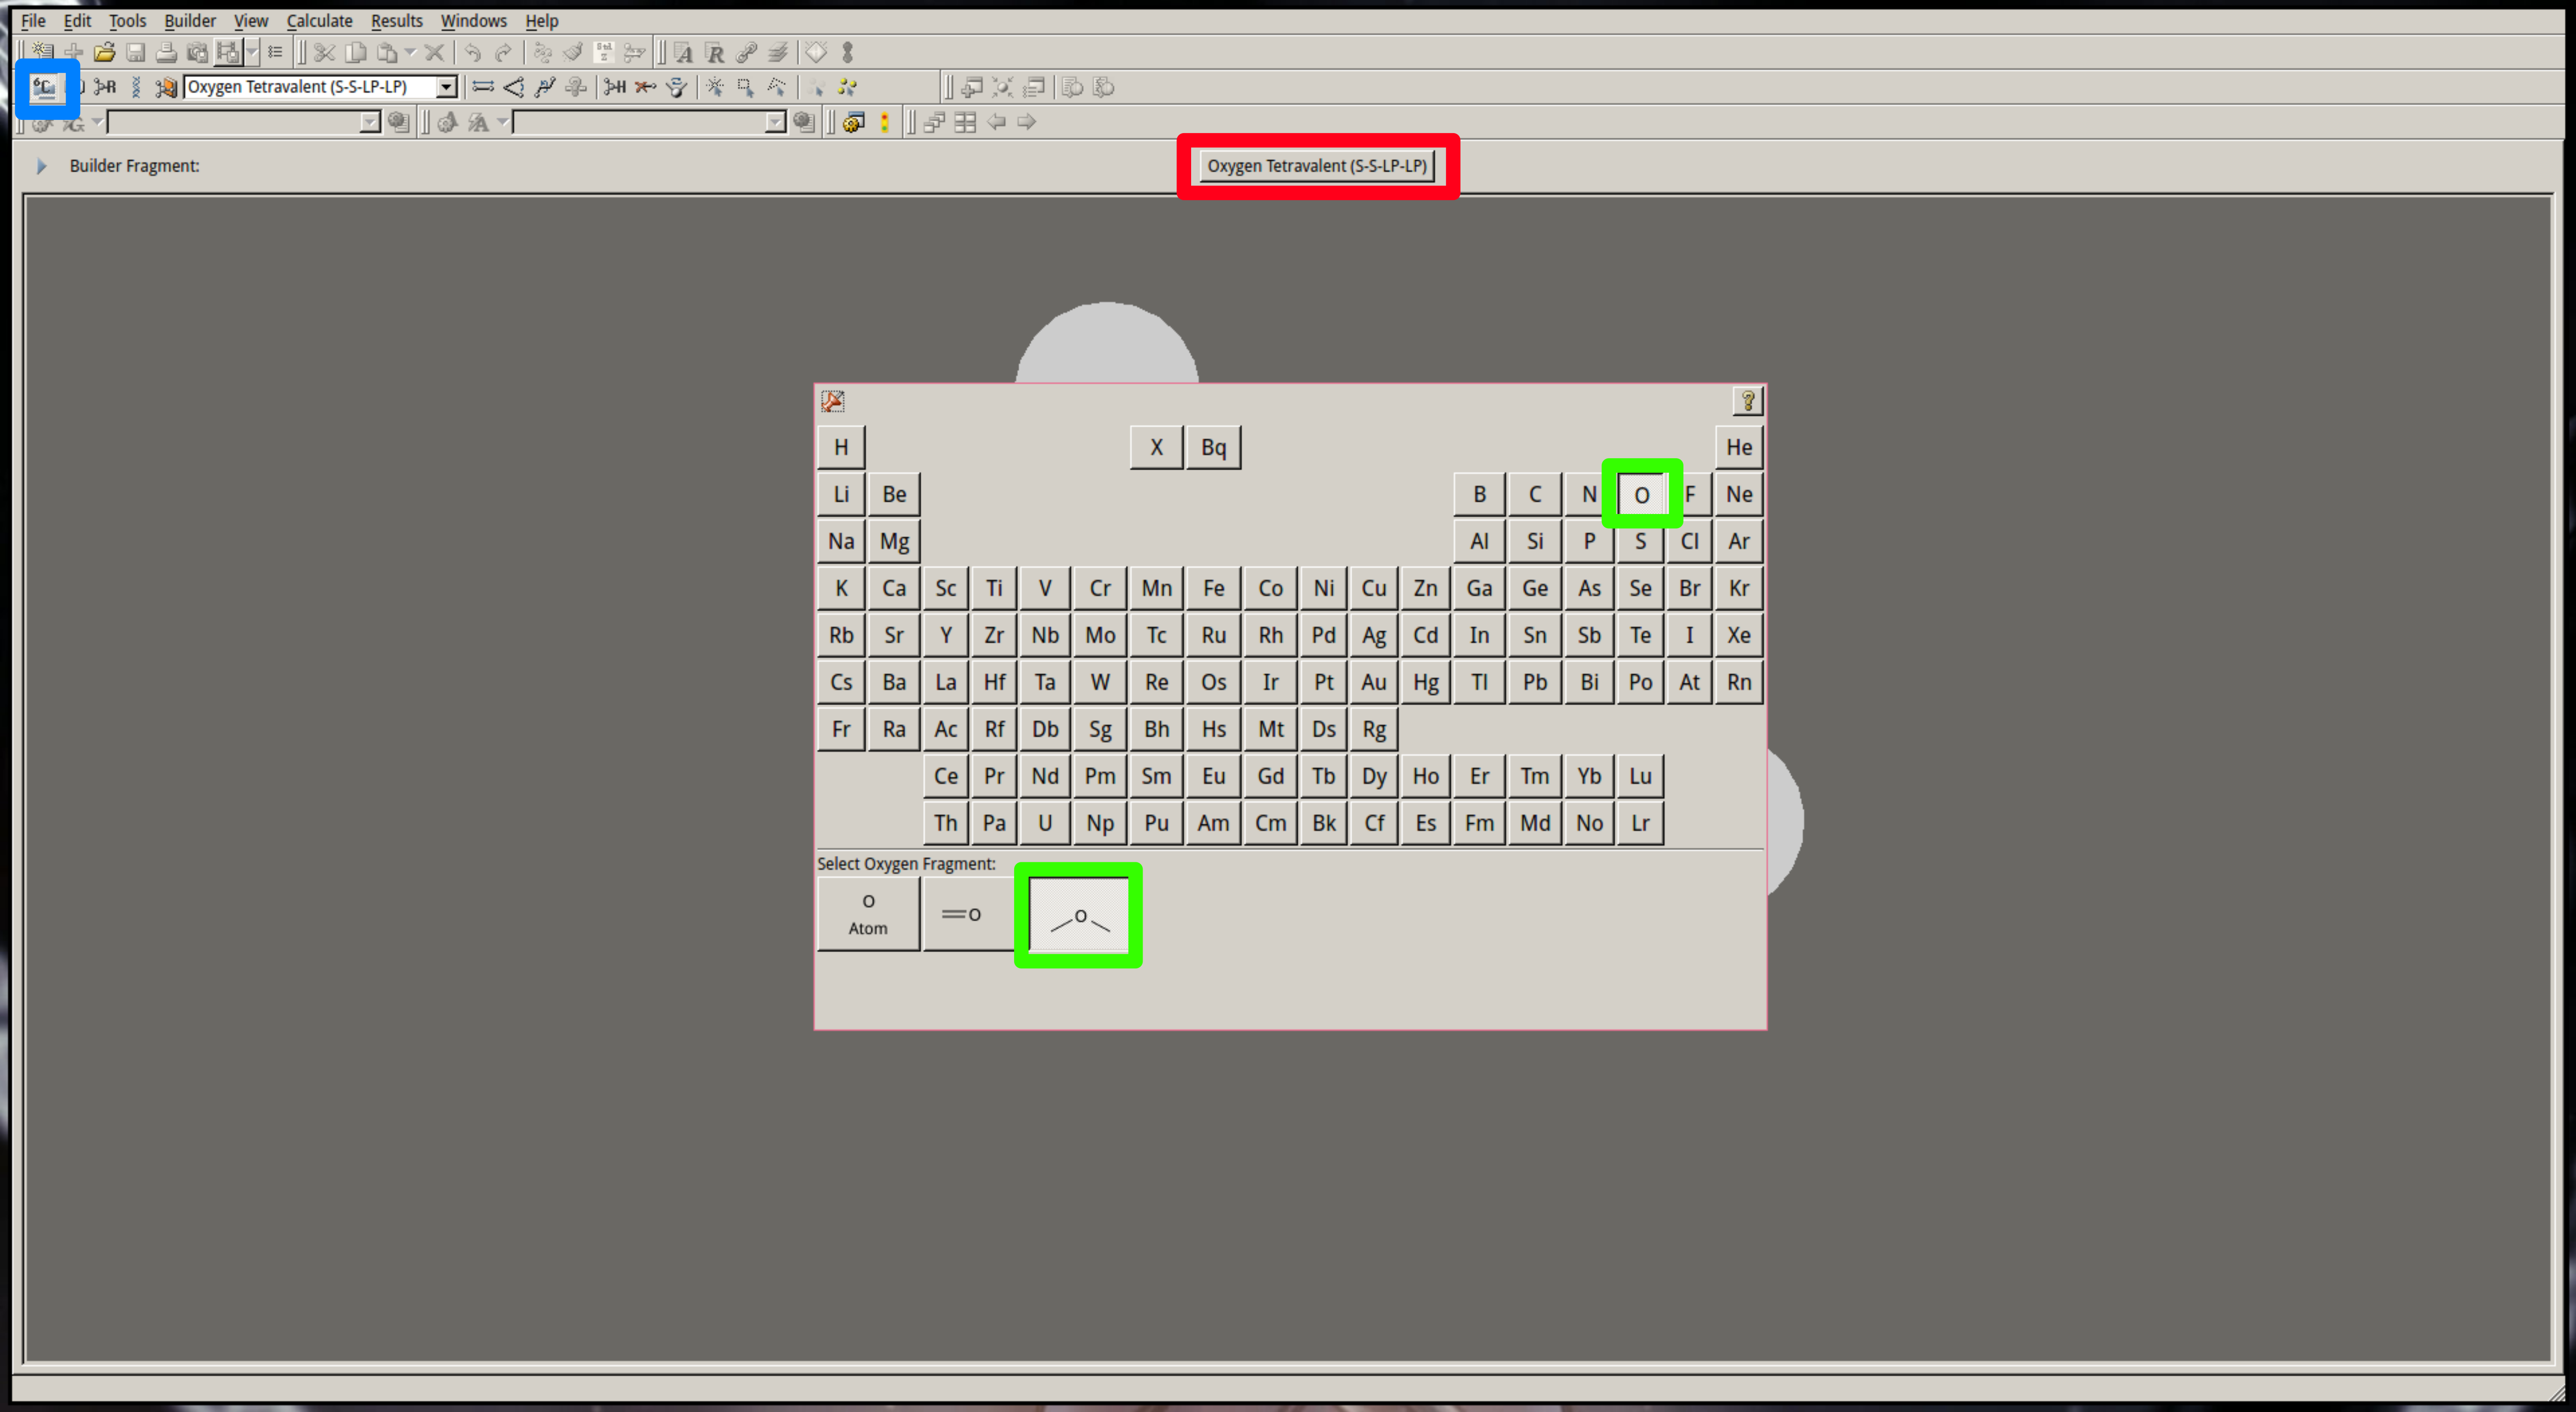 File Edit Tools Builder View Calculate Results Windows Help
Oxygen Tetravalent (S-S-LP-LP)
Builder Fragment: Oxygen Tetravalent (S-S-LP-LP)
?
H X Bq He
Li Be B C N O F Ne
Na Mg Al Si P S Cl Ar
K Ca Sc Ti V Cr Mn Fe Co Ni Cu Zn Ga Ge As Se Br Kr
Rb Sr Y Zr Nb Mo Tc Ru Rh Pd Ag Cd In Sn Sb Te I Xe
Cs Ba La Hf Ta W Re Os Ir Pt Au Hg Tl Pb Bi Po At Rn
Fr Ra Ac Rf Db Sg Bh Hs Mt Ds Rg
Ce Pr Nd Pm Sm Eu Gd Tb Dy Ho Er Tm Yb Lu
Th Pa U Np Pu Am Cm Bk Cf Es Fm Md No Lr
Select Oxygen Fragment:
O O O
Atom